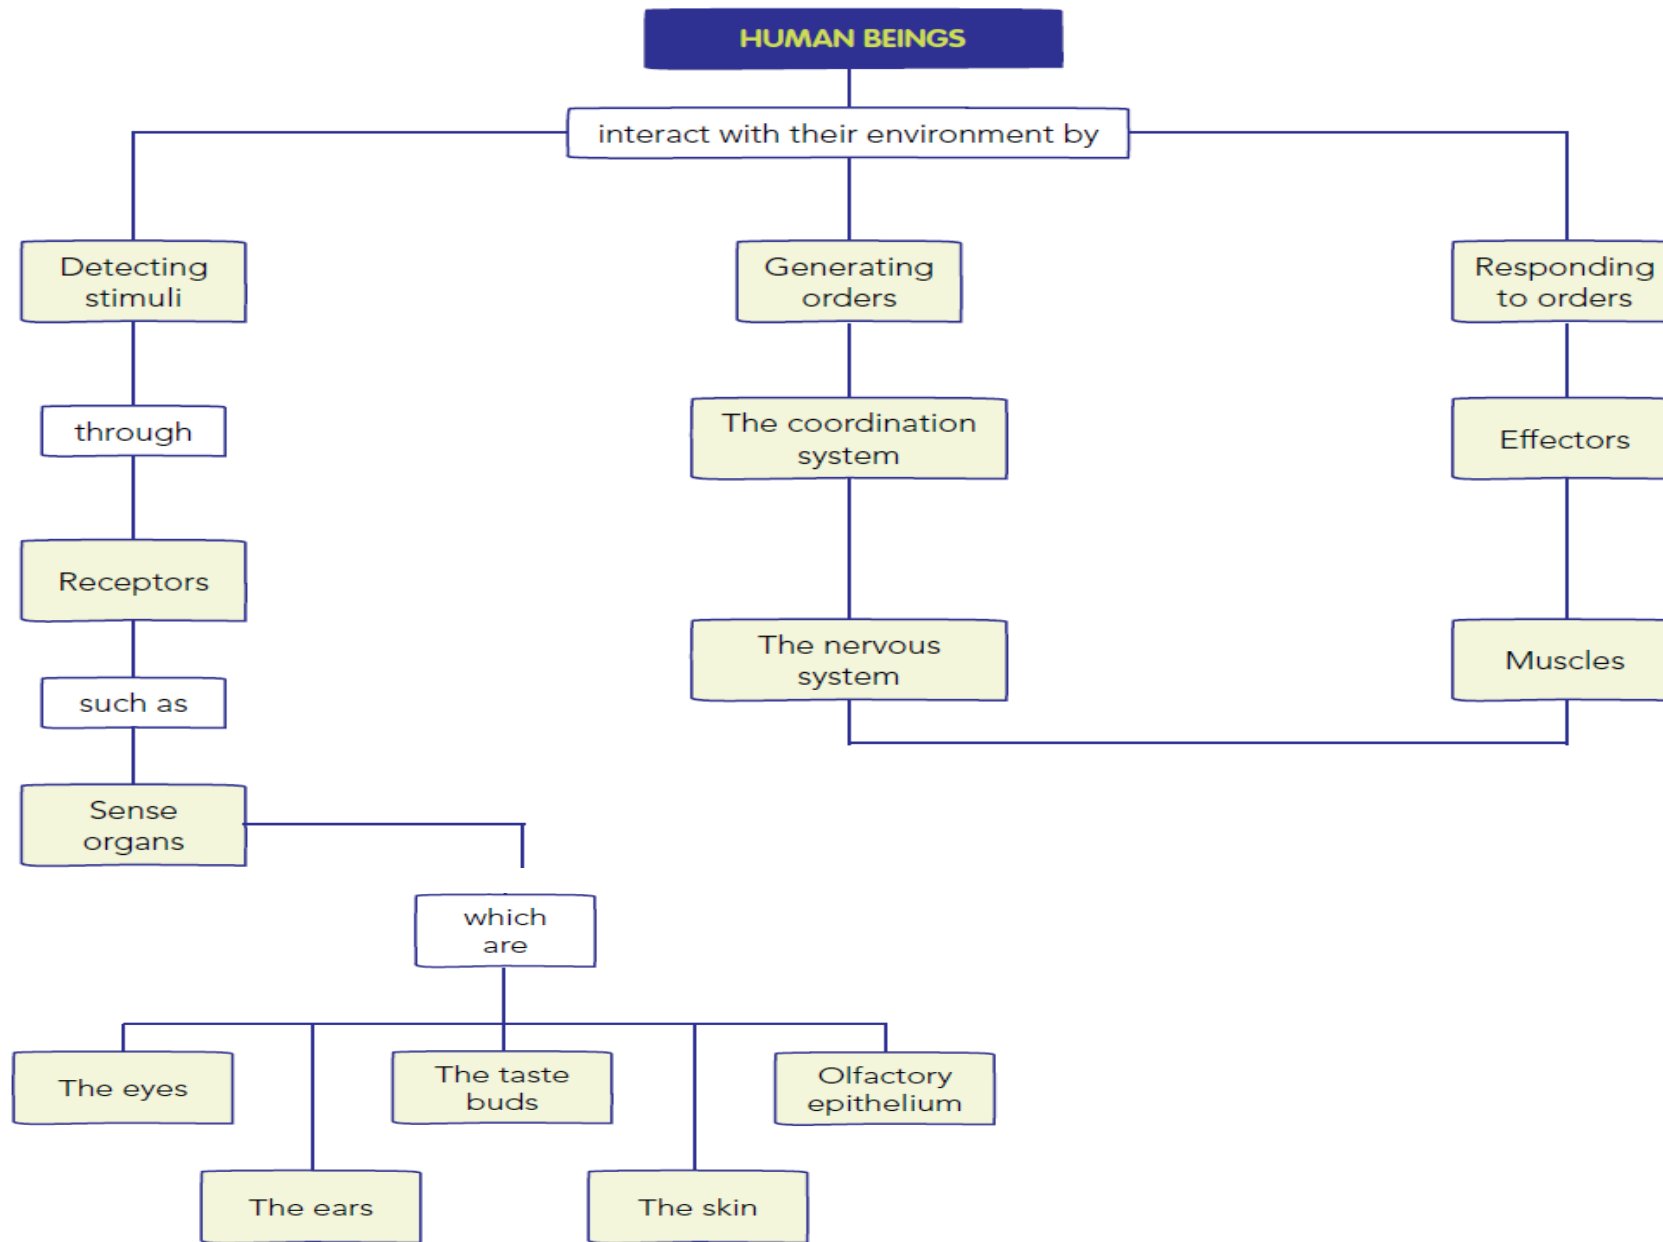 HUMAN BEINGS
interact with their environment by
Detecting
stimuli
Generating
orders
Responding
to orders
through
The coordination
system
Effectors
Receptors
The nervous
system
Muscles
such as
Sense
organs
which
are
The eyes
The taste
buds
Olfactory
epithelium
The ears
The skin